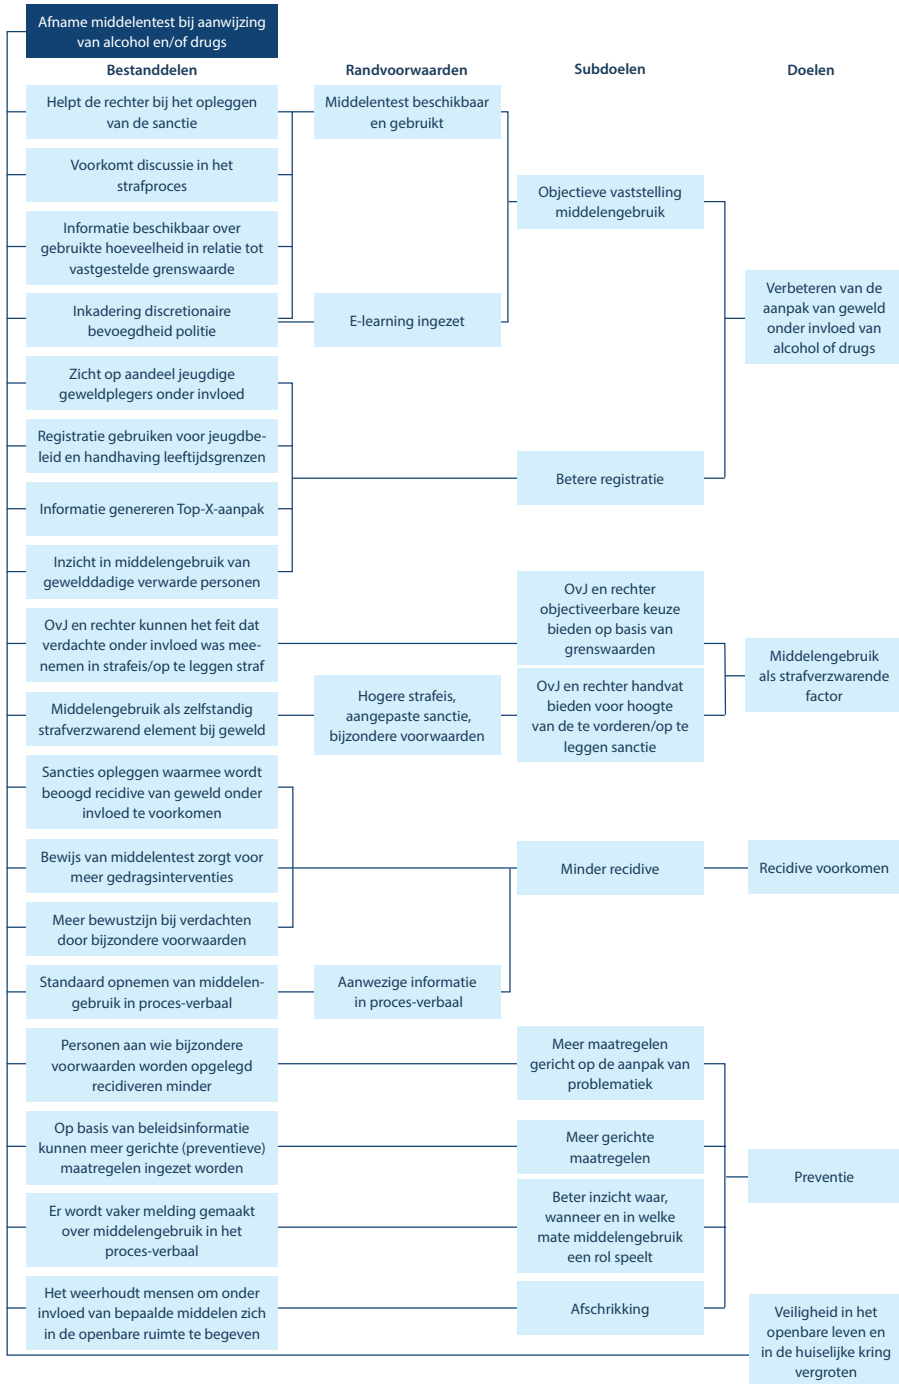 Afname middelentest bij aanwijzing
van alcohol en/of drugs
Bestanddelen
Randvoorwaarden
Subdoelen
Doelen
Helpt de rechter bij het opleggen
van de sanctie
Voorkomt discussie in het
strafproces
Informatie beschikbaar over
gebruikte hoeveelheid in relatie tot
vastgestelde grenswaarde
Inkadering discretionaire
bevoegdheid politie
Zicht op aandeel jeugdige
geweldplegers onder invloed
Registratie gebruiken voor jeugdbe-
leid en handhaving leeftijdsgrenzen
Informatie genereren Top-X-aanpak
Inzicht in middelengebruik van
gewelddadige verwarde personen
OvJ en rechter kunnen het feit dat
verdachte onder invloed was mee-
nemen in strafeis/op te leggen straf
Middelengebruik als zelfstandig
strafverzwarend element bij geweld
Sancties opleggen waarmee wordt
beoogd recidive van geweld onder
invloed te voorkomen
Bewijs van middelentest zorgt voor
meer gedragsinterventies
Meer bewustzijn bij verdachten
door bijzondere voorwaarden
Standaard opnemen van middelen-
gebruik in proces-verbaal
Personen aan wie bijzondere
voorwaarden worden opgelegd
recidiveren minder
Op basis van beleidsinformatie
kunnen meer gerichte (preventieve)
maatregelen ingezet worden
Er wordt vaker melding gemaakt
over middelengebruik in het
proces-verbaal
Het weerhoudt mensen om onder
invloed van bepaalde middelen zich
in de openbare ruimte te begeven
Middelentest beschikbaar
en gebruikt
E-learning ingezet
Hogere strafeis,
aangepaste sanctie,
bijzondere voorwaarden
Aanwezige informatie
in proces-verbaal
Objectieve vaststelling
middelengebruik
Betere registratie
OvJ en rechter
objectiveerbare keuze
bieden op basis van
grenswaarden
OvJ en rechter handvat
bieden voor hoogte
van de te vorderen/op te
leggen sanctie
Minder recidive
Meer maatregelen
gericht op de aanpak van
problematiek
Meer gerichte
maatregelen
Beter inzicht waar,
wanneer en in welke
mate middelengebruik
een rol speelt
Afschrikking
Verbeteren van de
aanpak van geweld
onder invloed van
alcohol of drugs
Middelengebruik
als strafverzwarende
factor
Recidive voorkomen
Preventie
Veiligheid in het
openbare leven en
in de huiselijke kring
vergroten